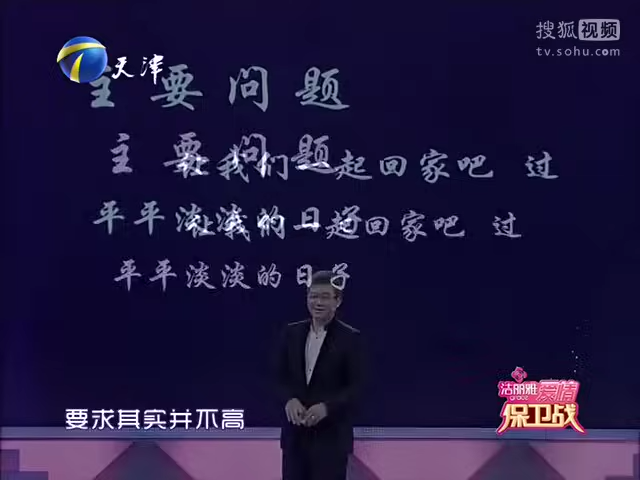 搜狐视频
tv.sohu.com
天津
主要问题
主要问题
让我们一起回家吧 过
平平淡淡的日子
让我们一起回家吧 过
平平淡淡的日子
要求其实并不高
洁丽雅 爱情
grace
保卫战